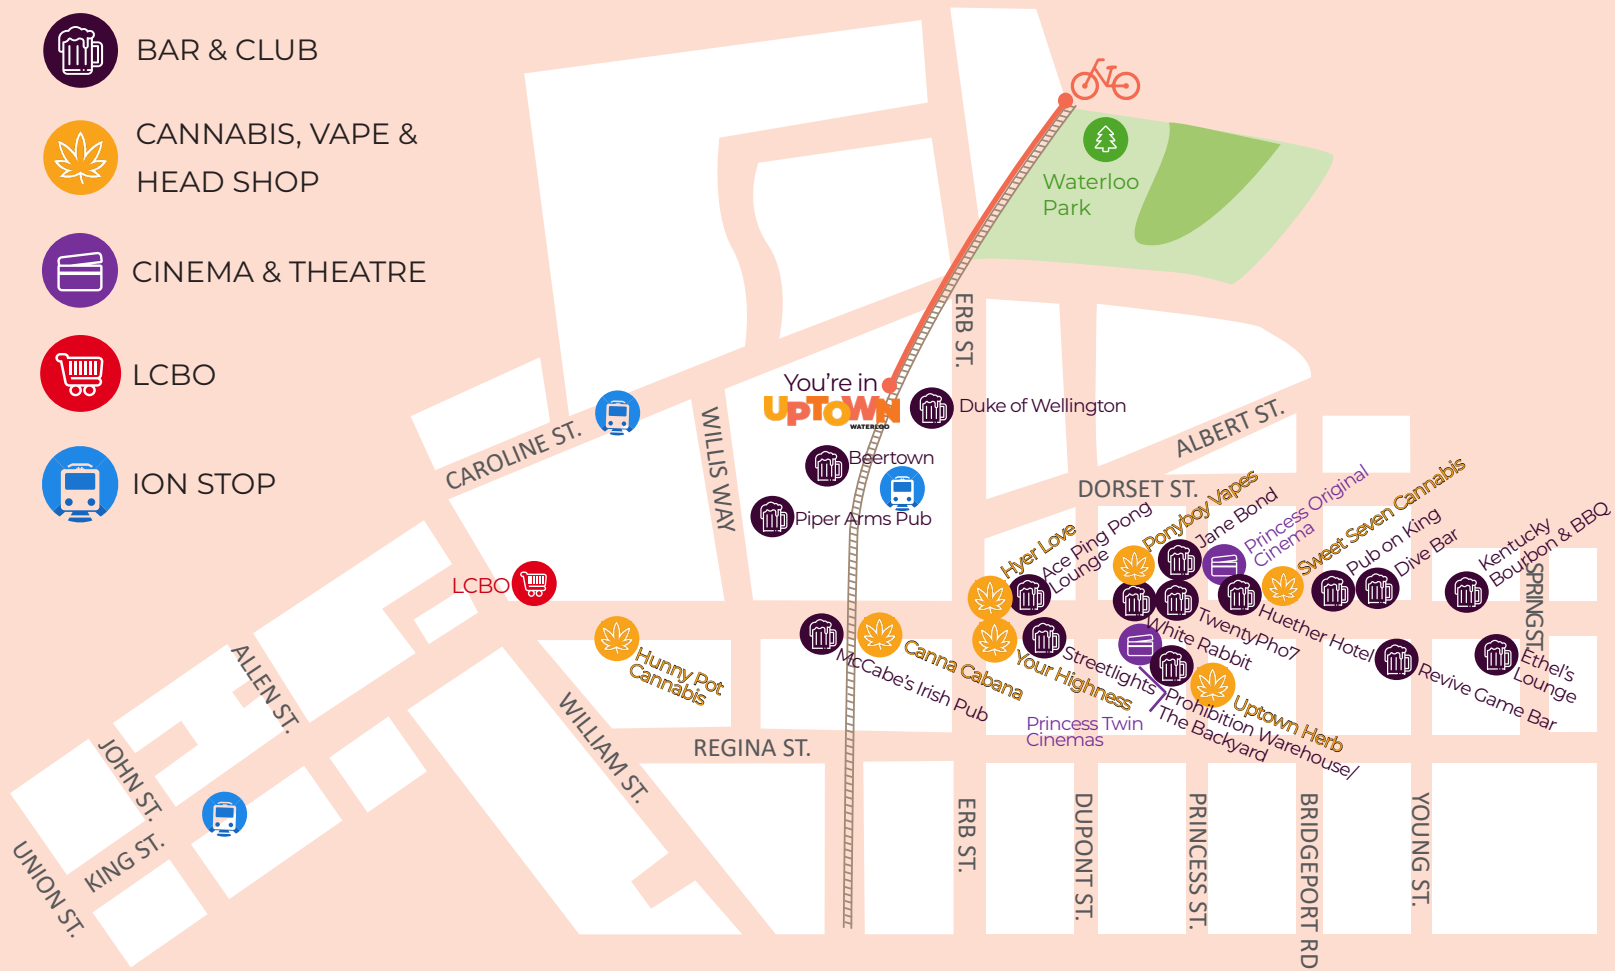 BAR & CLUB
CANNABIS, VAPE &
HEAD SHOP
CINEMA & THEATRE
LCBO
ION STOP
Waterloo
Park
ERB ST.
You're in
UPTOWN
WATERLOO
Duke of Wellington
CAROLINE ST.
WILLIS WAY
Beertown
Piper Arms Pub
ALBERT ST.
DORSET ST.
LCBO
Hyer Love
Ace Ping Pong
Lounge
Ponyboy Vapes
Jane Bond
Princess Original
Cinema
Sweet Seven Cannabis
Pub on King
Dive Bar
Kentucky
Bourbon & BBQ
SPRING ST.
Hunny Pot
Cannabis
McCabe's Irish Pub
Canna Cabana
Your Highness
Streetlights
White Rabbit
TwentyPho7
Huether Hotel
Revive Game Bar
Ethel's
Lounge
Princess Twin
Cinemas
Prohibition Warehouse/
The Backyard
Uptown Herb
ALLEN ST.
WILLIAM ST.
REGINA ST.
JOHN ST.
KING ST.
UNION ST.
ERB ST.
DUPONT ST.
PRINCESS ST.
BRIDGEPORT RD
YOUNG ST.